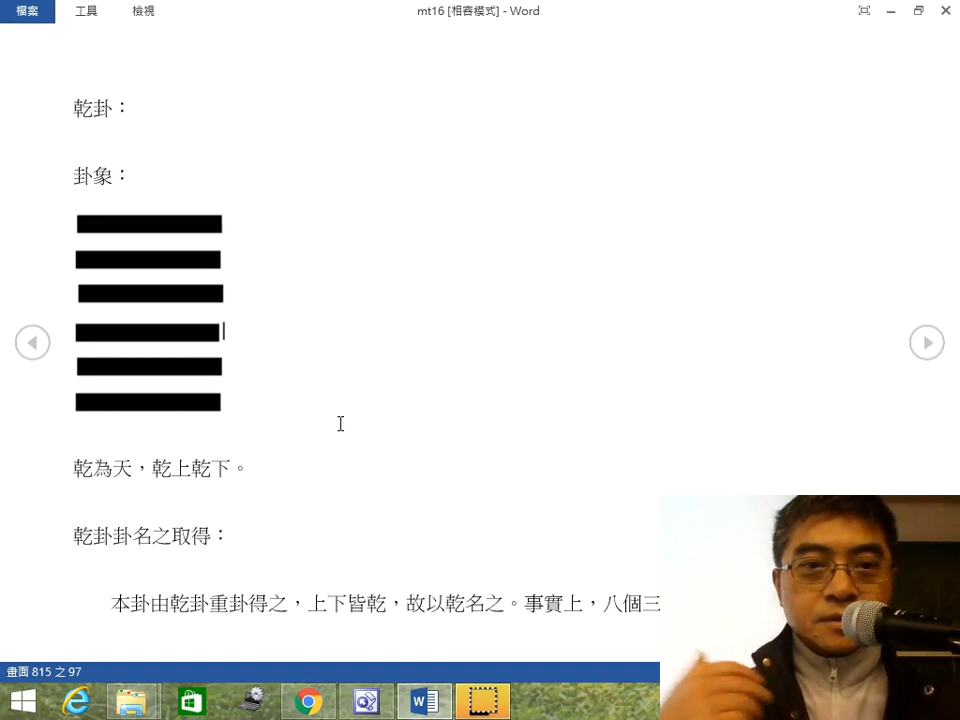 檔案 工具 檢視 mt16 [相容模式] - Word
乾卦：
卦象：
乾為天，乾上乾下。
乾卦卦名之取得：
本卦由乾卦重卦得之，上下皆乾，故以乾名之。事實上，八個三
畫面 815 之 97